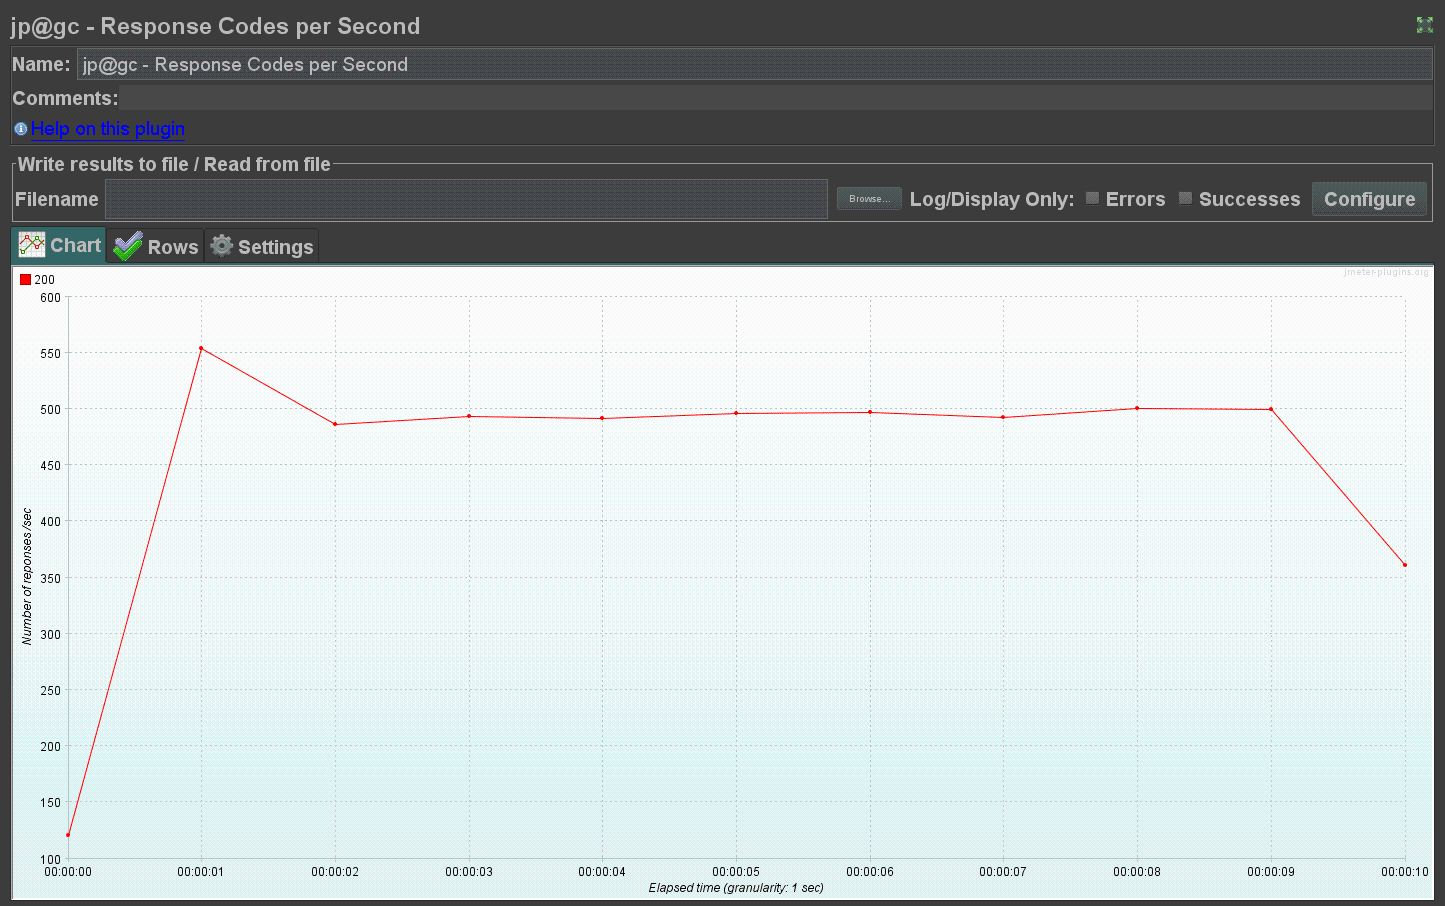 jp@gc - Response Codes per Second
Name: jp@gc - Response Codes per Second
Comments:
Help on this plugin
Write results to file / Read from file
Filename Browse... Log/Display Only: Errors Successes Configure
Chart Rows Settings
200
jmeter-plugins.org
600
550
500
450
400
350
300
250
200
150
100
Number of reponses /sec
00:00:00 00:00:01 00:00:02 00:00:03 00:00:04 00:00:05 00:00:06 00:00:07 00:00:08 00:00:09 00:00:10
Elapsed time (granularity: 1 sec)